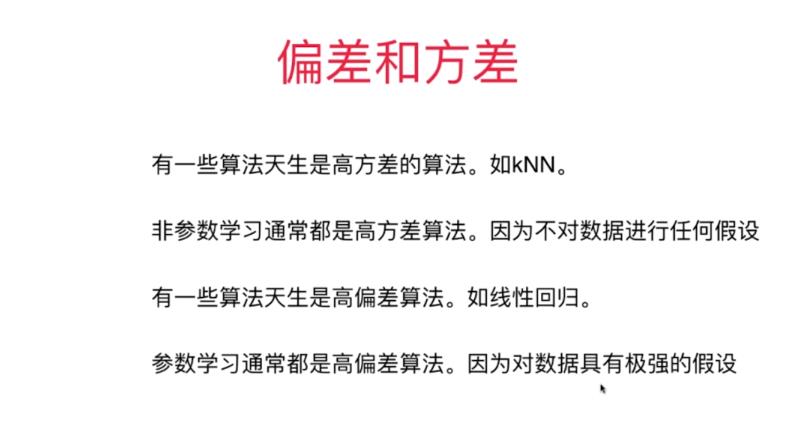 偏差和方差
有一些算法天生是高方差的算法。如kNN。
非参数学习通常都是高方差算法。因为不对数据进行任何假设
有一些算法天生是高偏差算法。如线性回归。
参数学习通常都是高偏差算法。因为对数据具有极强的假设